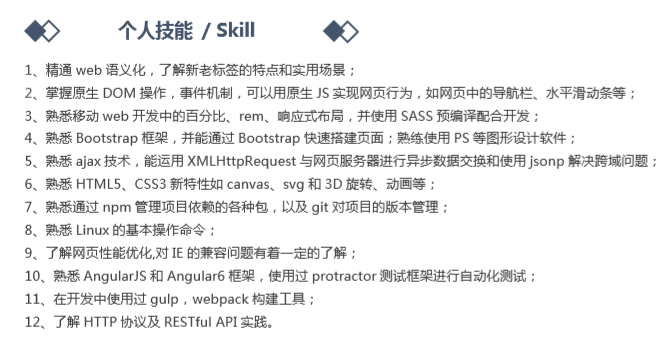 个人技能 / Skill
1、精通 web 语义化，了解新老标签的特点和实用场景；
2、掌握原生 DOM 操作，事件机制，可以用原生 JS 实现网页行为，如网页中的导航栏、水平滑动条等；
3、熟悉移动 web 开发中的百分比、rem、响应式布局，并使用 SASS 预编译配合开发；
4、熟悉 Bootstrap 框架，并能通过 Bootstrap 快速搭建页面；熟练使用 PS 等图形设计软件；
5、熟悉 ajax 技术，能运用 XMLHttpRequest 与网页服务器进行异步数据交换和使用 jsonp 解决跨域问题；
6、熟悉 HTML5、CSS3 新特性如 canvas、svg 和 3D 旋转、动画等；
7、熟悉通过 npm 管理项目依赖的各种包，以及 git 对项目的版本管理；
8、熟悉 Linux 的基本操作命令；
9、了解网页性能优化,对 IE 的兼容问题有着一定的了解；
10、熟悉 AngularJS 和 Angular6 框架，使用过 protractor 测试框架进行自动化测试；
11、在开发中使用过 gulp，webpack 构建工具；
12、了解 HTTP 协议及 RESTful API 实践。